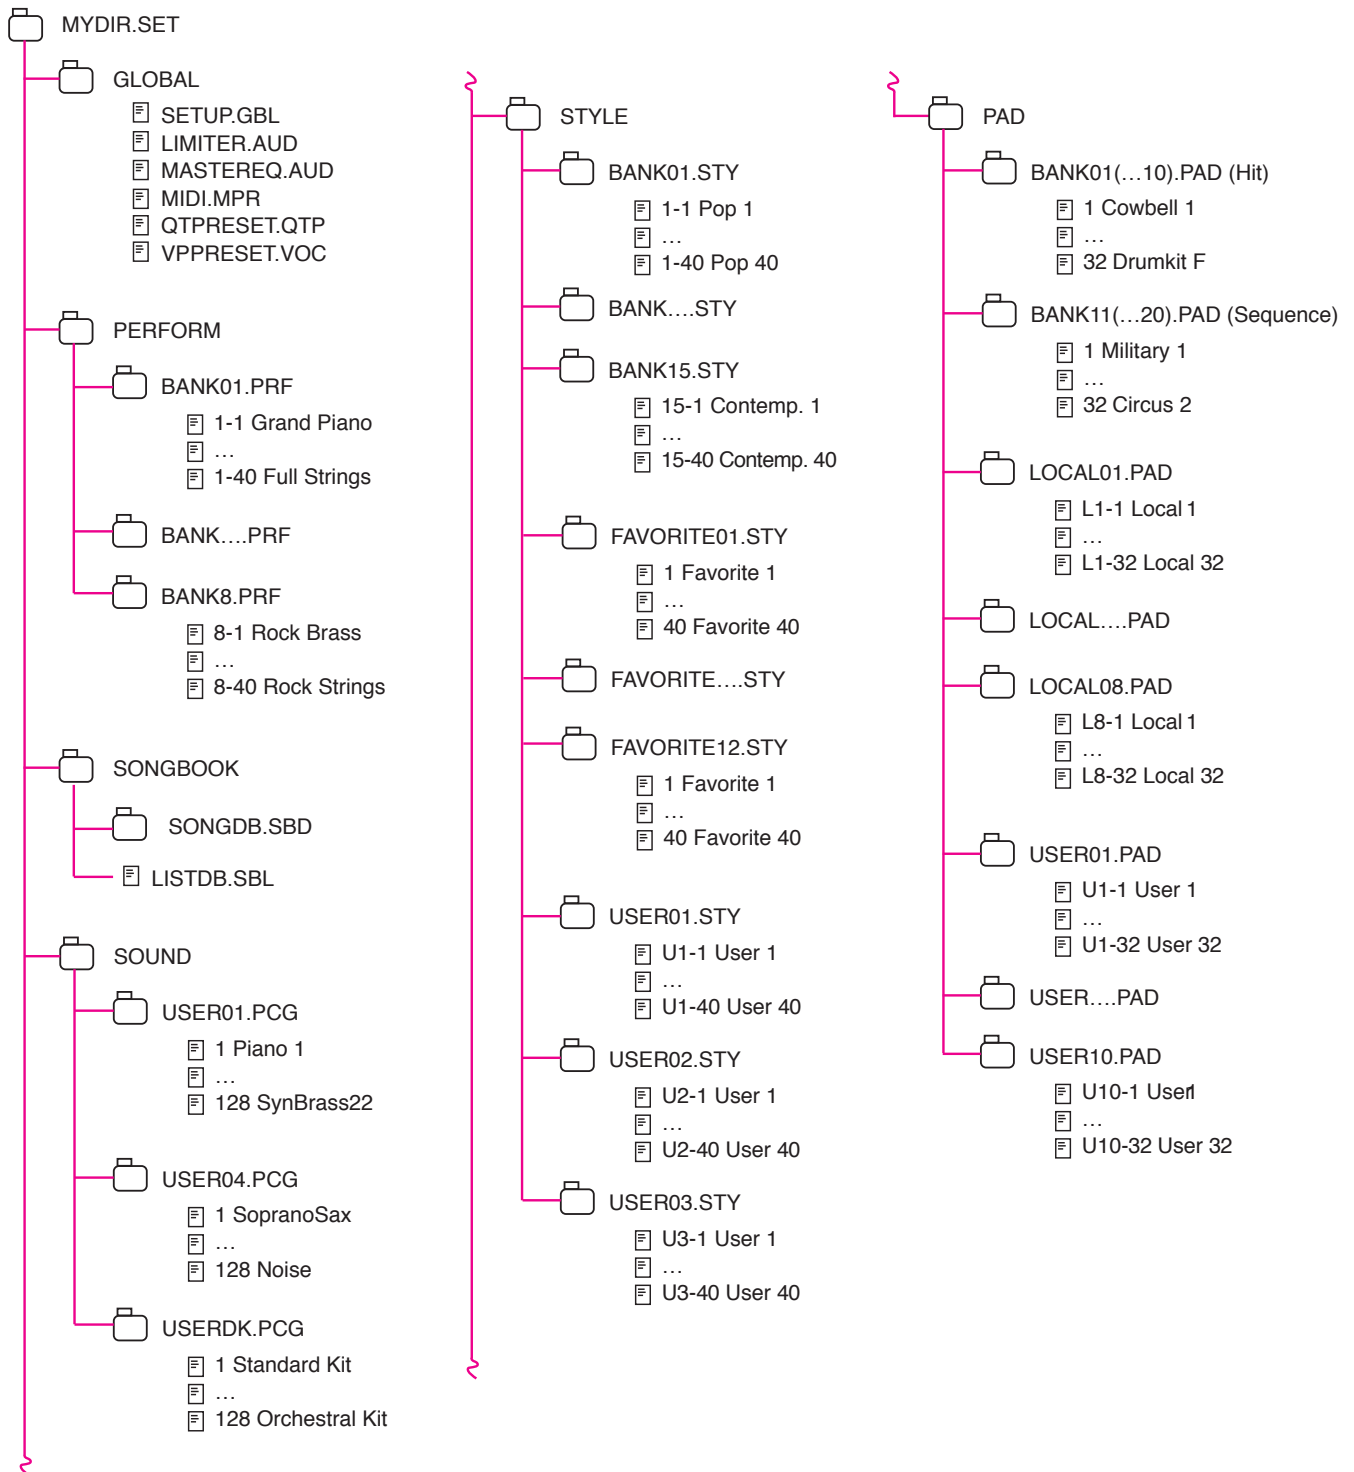 MYDIR.SET
GLOBAL
SETUP.GBL
LIMITER.AUD
MASTEREQ.AUD
MIDI.MPR
QTPRESET.QTP
VPPRESET.VOC
PERFORM
BANK01.PRF
1-1 Grand Piano
…
1-40 Full Strings
BANK….PRF
BANK8.PRF
8-1 Rock Brass
…
8-40 Rock Strings
SONGBOOK
SONGDB.SBD
LISTDB.SBL
SOUND
USER01.PCG
1 Piano 1
…
128 SynBrass22
USER04.PCG
1 SopranoSax
…
128 Noise
USERDK.PCG
1 Standard Kit
…
128 Orchestral Kit
STYLE
BANK01.STY
1-1 Pop 1
…
1-40 Pop 40
BANK….STY
BANK15.STY
15-1 Contemp. 1
…
15-40 Contemp. 40
FAVORITE01.STY
1 Favorite 1
…
40 Favorite 40
FAVORITE….STY
FAVORITE12.STY
1 Favorite 1
…
40 Favorite 40
USER01.STY
U1-1 User 1
…
U1-40 User 40
USER02.STY
U2-1 User 1
…
U2-40 User 40
USER03.STY
U3-1 User 1
…
U3-40 User 40
PAD
BANK01(…10).PAD (Hit)
1 Cowbell 1
…
32 Drumkit F
BANK11(…20).PAD (Sequence)
1 Military 1
…
32 Circus 2
LOCAL01.PAD
L1-1 Local 1
…
L1-32 Local 32
LOCAL….PAD
LOCAL08.PAD
L8-1 Local 1
…
L8-32 Local 32
USER01.PAD
U1-1 User 1
…
U1-32 User 32
USER….PAD
USER10.PAD
U10-1 User1
…
U10-32 User 32